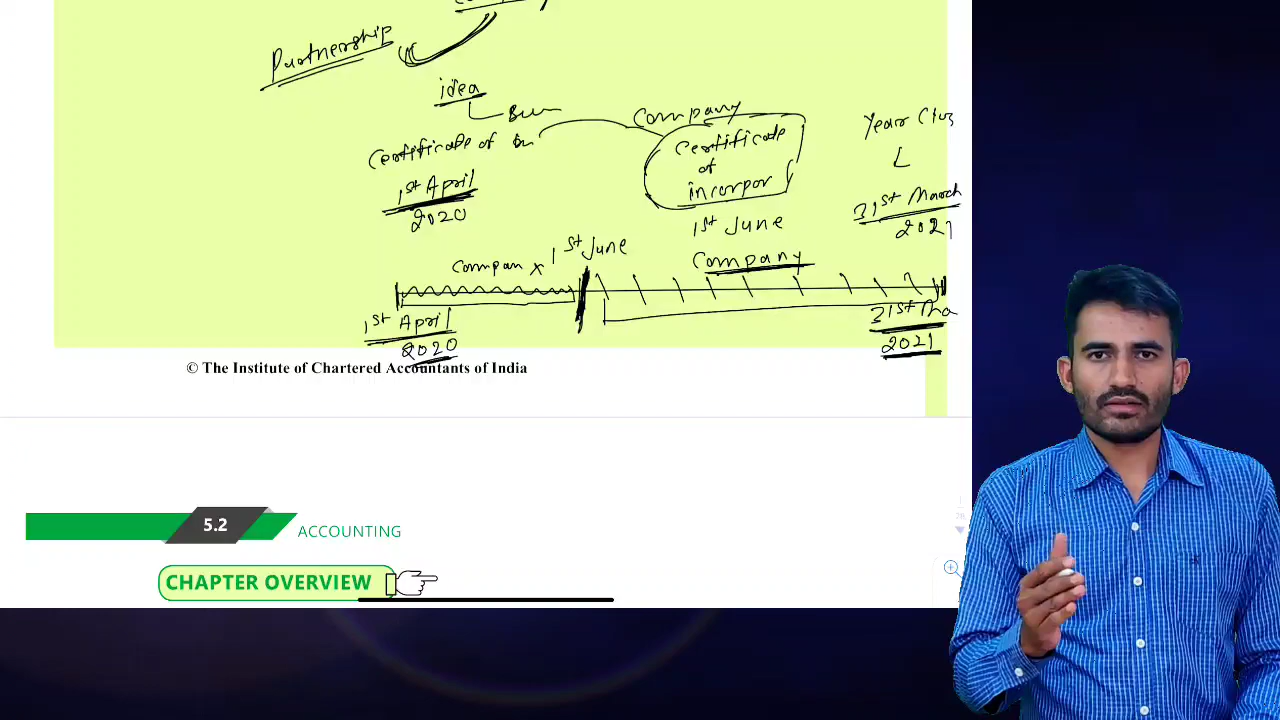 Partnership
idea
Company
Year Clos
Certificate of
Certificate
of
incorpor
1st April
2020
31st March
2021
1st June
1st June
Compan x
Company
1st April
2020
31st Ma
2021
© The Institute of Chartered Accountants of India
5.2
ACCOUNTING
CHAPTER OVERVIEW